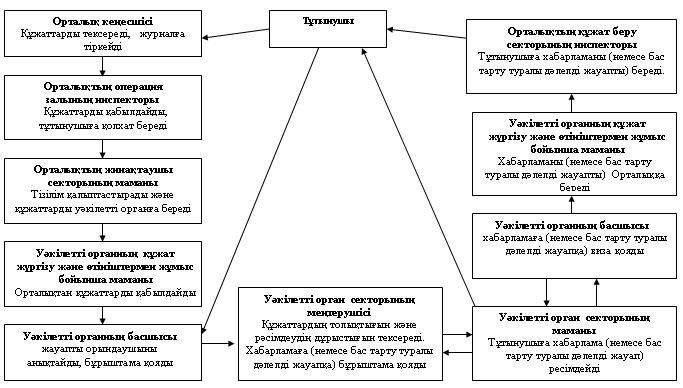 Орталық кеңесшісі
Құжаттарды тексереді, журналға
тіркейді
Тұтынушы
Орталықтың құжат беру
секторының инспекторы
Тұтынушыға хабарламаны (немесе бас
тарту туралы дәлелді жауапты) береді.
Орталықтың операция
залының инспекторы
Құжаттарды қабылдайды,
тұтынушыға қолхат береді
Уәкілетті органның құжат
жүргізу және өтініштермен жұмыс
бойынша маманы
Хабарламаны (немесе бас тарту
туралы дәлелді жауапты) Орталыққа
береді
Орталықтың жинақтаушы
секторының маманы
Тізілім қалыптастырады және
құжаттарды уәкілетті органға береді
Уәкілетті органның басшысы
хабарламаға (немесе бас тарту туралы
дәлелді жауапқа) виза қояды
Уәкілетті органның құжат
жүргізу және өтініштермен жұмыс
бойынша маманы
Орталықтан құжаттарды қабылдайды
Уәкілетті орган секторының
меңгерушісі
Құжаттардың толықтығын және
рәсімдеудің дұрыстығын тексереді.
Хабарламаға (немесе бас тарту туралы
дәлелді жауапқа) бұрыштама қояды
Уәкілетті орган секторының
маманы
Тұтынушыға хабарлама (немесе бас
тарту туралы дәлелді жауап)
ресімдейді
Уәкілетті органның басшысы
жауапты орындаушыны
анықтайды, бұрыштама қояды